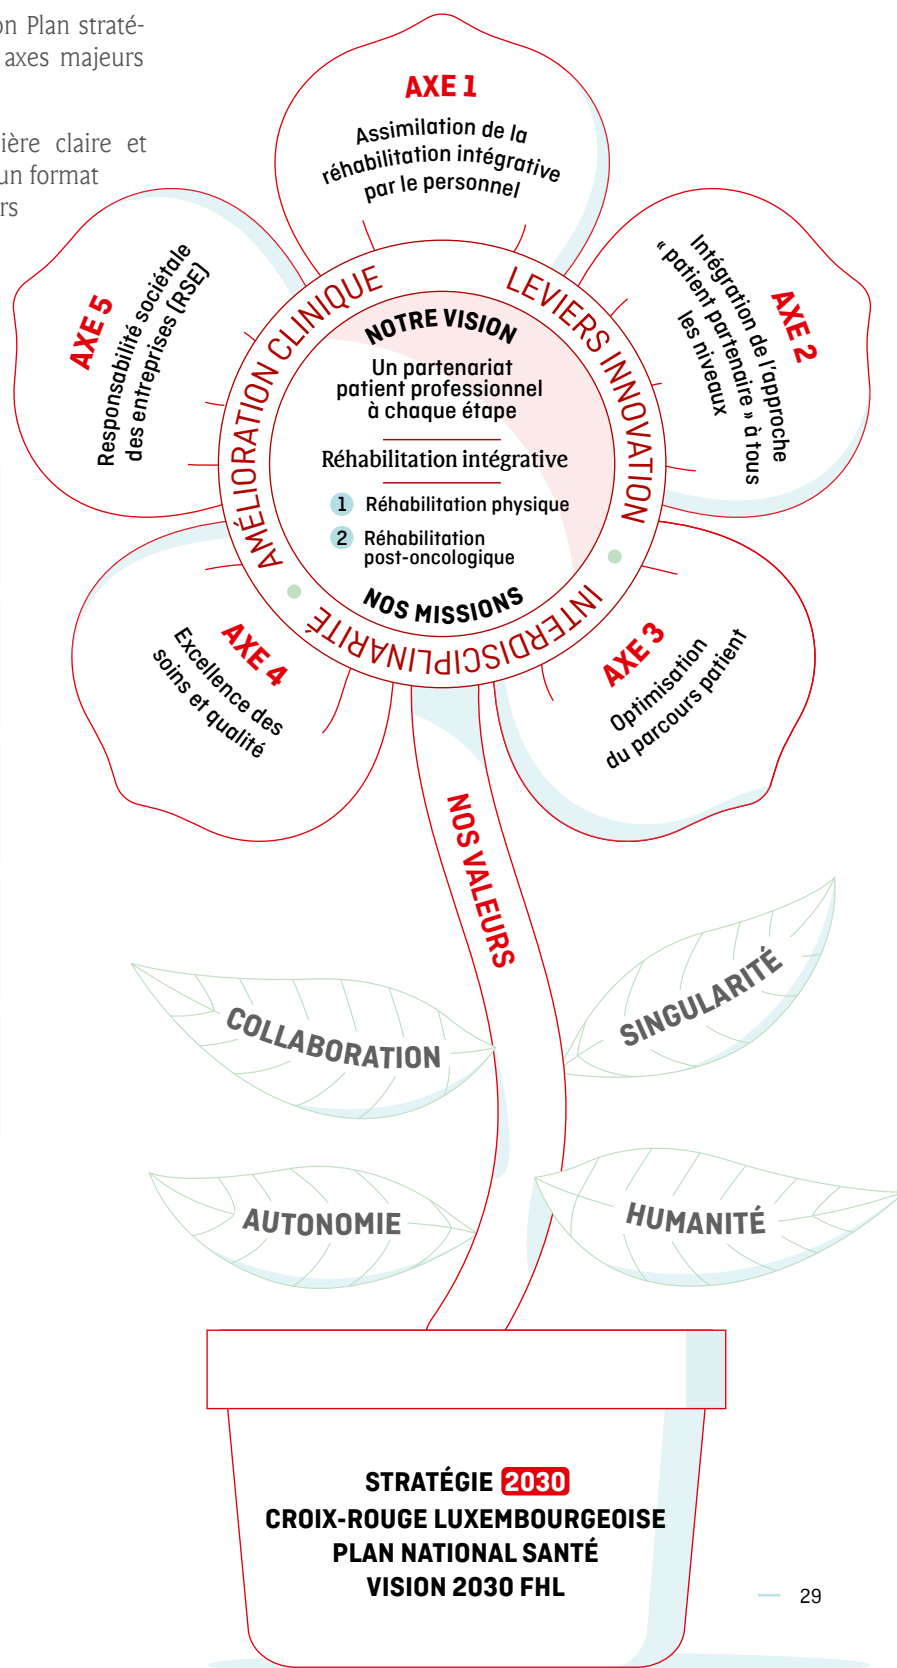 on Plan straté-
axes majeurs
ière claire et
un format
rs
AXE 1
Assimilation de la
réhabilitation intégrative
par le personnel
AXE 2
Intégration de l'approche
« patient partenaire » à tous
les niveaux
AXE 3
Optimisation
du parcours patient
AXE 4
Excellence des
soins et qualité
AXE 5
Responsabilité sociétale
des entreprises (RSE)
AMÉLIORATION CLINIQUE
LEVIERS INNOVATION
INTERDISCIPLINARITÉ
NOTRE VISION
Un partenariat
patient professionnel
à chaque étape
Réhabilitation intégrative
1 Réhabilitation physique
2 Réhabilitation
post-oncologique
NOS MISSIONS
NOS VALEURS
COLLABORATION
SINGULARITÉ
AUTONOMIE
HUMANITÉ
STRATÉGIE 2030
CROIX-ROUGE LUXEMBOURGEOISE
PLAN NATIONAL SANTÉ
VISION 2030 FHL
29